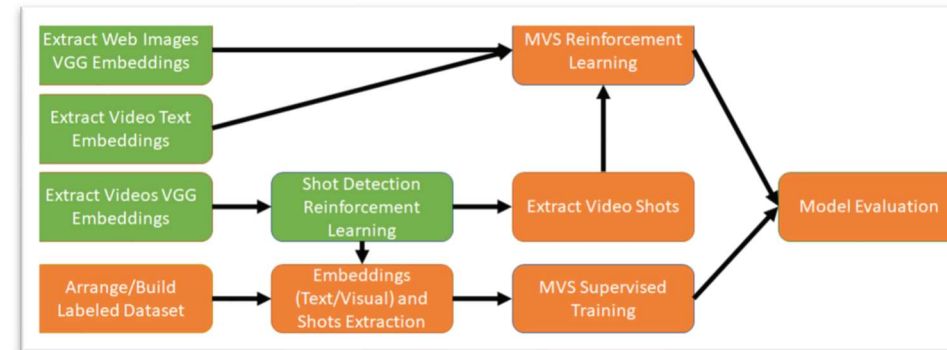 Extract Web Images
VGG Embeddings
MVS Reinforcement
Learning
Extract Video Text
Embeddings
Extract Videos VGG
Embeddings
Shot Detection
Reinforcement
Learning
Extract Video Shots
Model Evaluation
Arrange/Build
Labeled Dataset
Embeddings
(Text/Visual) and
Shots Extraction
MVS Supervised
Training